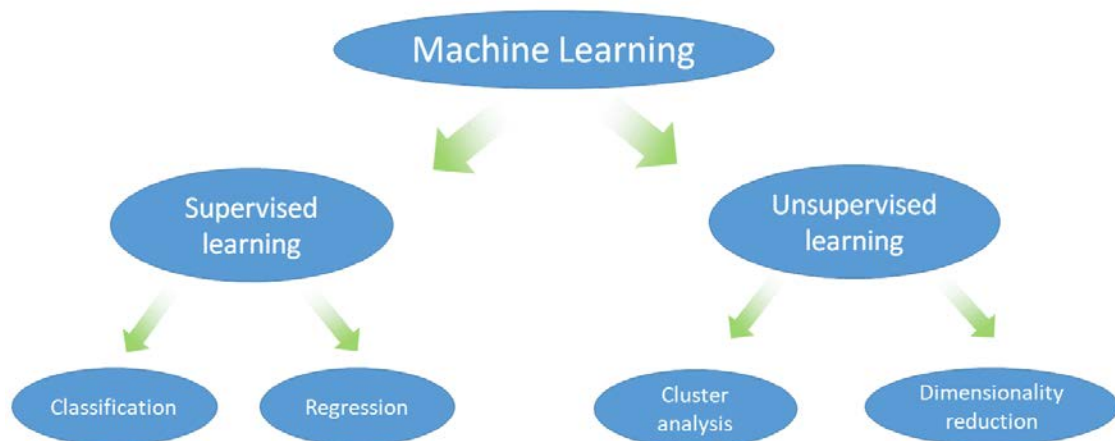 Machine Learning
Supervised
learning
Unsupervised
learning
Classification
Regression
Cluster
analysis
Dimensionality
reduction